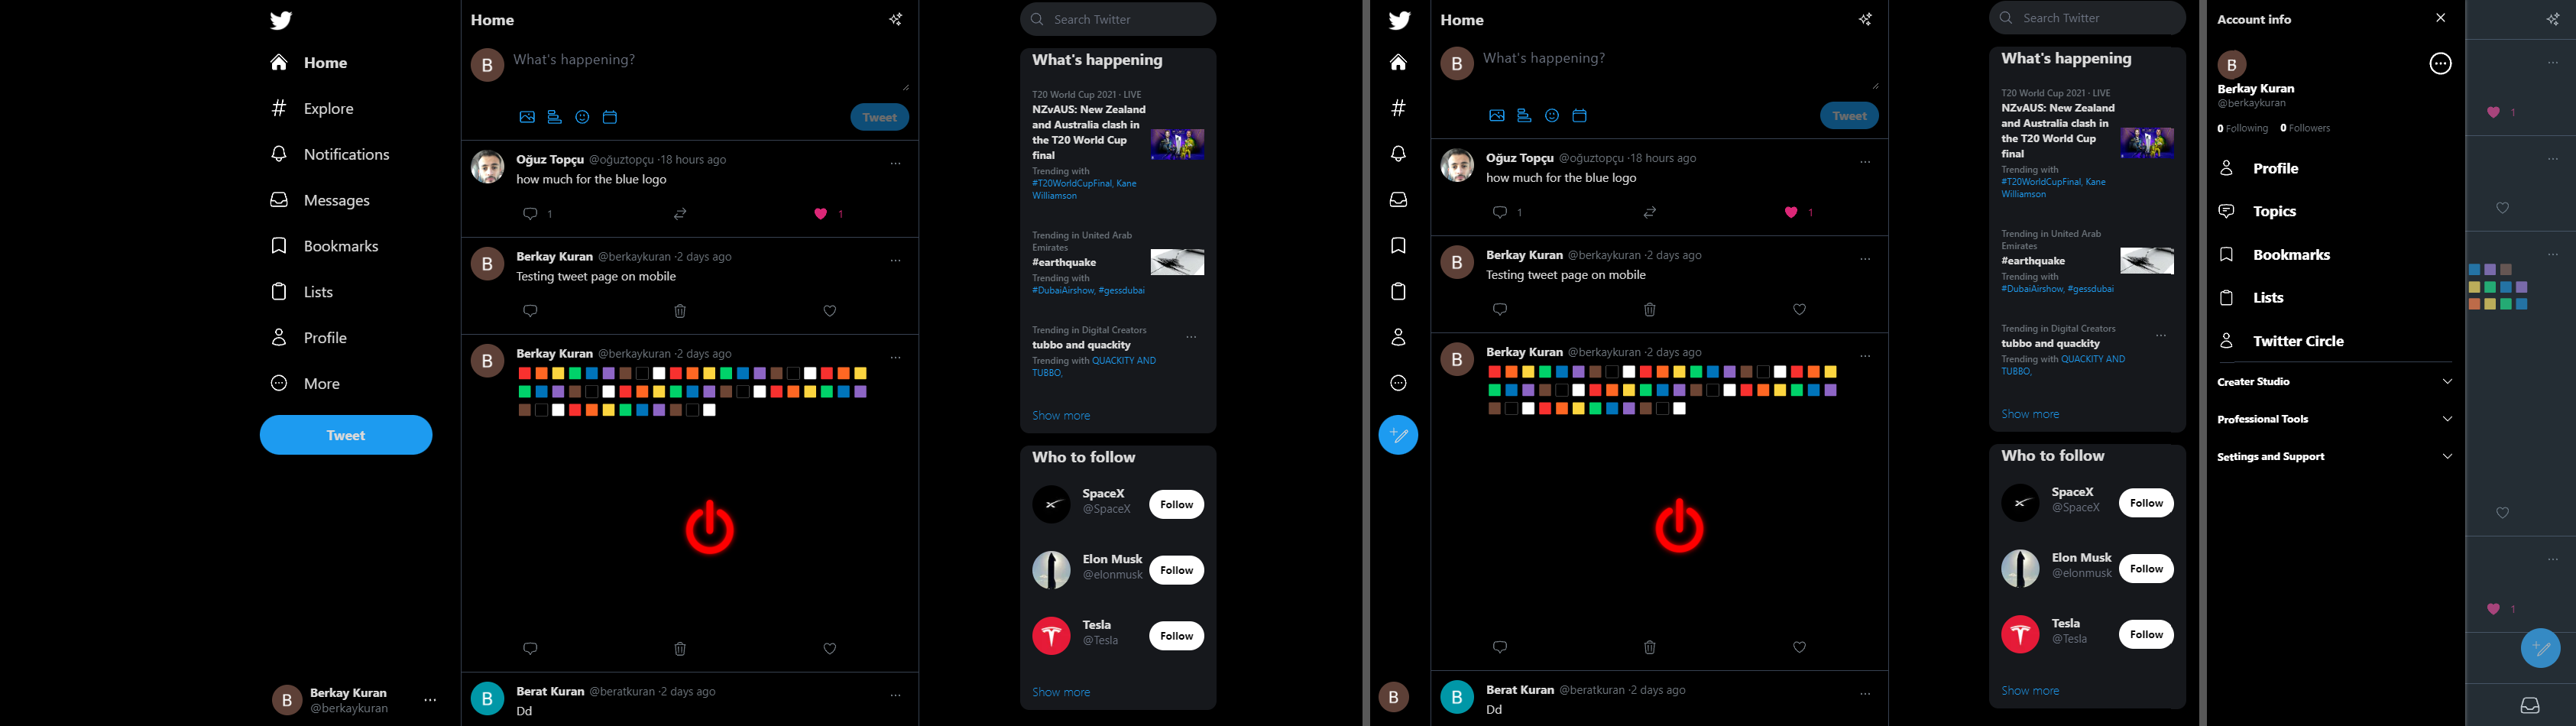 Home
Explore
Notifications
Messages
Bookmarks
Lists
Profile
More
Tweet
B
Berkay Kuran
@berkaykuran
Home
B
What's happening?
Tweet
Oğuz Topçu @oğuztopçu ·18 hours ago
how much for the blue logo
1
1
B
Berkay Kuran @berkaykuran ·2 days ago
Testing tweet page on mobile
B
Berkay Kuran @berkaykuran ·2 days ago
B
Berat Kuran @beratkuran ·2 days ago
Dd
Search Twitter
What's happening
T20 World Cup 2021 · LIVE
NZvAUS: New Zealand
and Australia clash in
the T20 World Cup
final
Trending with
#T20WorldCupFinal, Kane
Williamson
Trending in United Arab
Emirates
#earthquake
Trending with
#DubaiAirshow, #gessdubai
Trending in Digital Creators
tubbo and quackity
Trending with QUACKITY AND
TUBBO,
Show more
Who to follow
SpaceX
@SpaceX
Follow
Elon Musk
@elonmusk
Follow
Tesla
@Tesla
Follow
Show more
B
Home
B
What's happening?
Tweet
Oğuz Topçu @oğuztopçu ·18 hours ago
how much for the blue logo
1
1
B
Berkay Kuran @berkaykuran ·2 days ago
Testing tweet page on mobile
B
Berkay Kuran @berkaykuran ·2 days ago
B
Berat Kuran @beratkuran ·2 days ago
Dd
Search Twitter
What's happening
T20 World Cup 2021 · LIVE
NZvAUS: New Zealand
and Australia clash in
the T20 World Cup
final
Trending with
#T20WorldCupFinal, Kane
Williamson
Trending in United Arab
Emirates
#earthquake
Trending with
#DubaiAirshow, #gessdubai
Trending in Digital Creators
tubbo and quackity
Trending with QUACKITY AND
TUBBO,
Show more
Who to follow
SpaceX
@SpaceX
Follow
Elon Musk
@elonmusk
Follow
Tesla
@Tesla
Follow
Show more
Account info
B
Berkay Kuran
@berkaykuran
0 Following 0 Followers
Profile
Topics
Bookmarks
Lists
Twitter Circle
Creater Studio
Professional Tools
Settings and Support
1
1